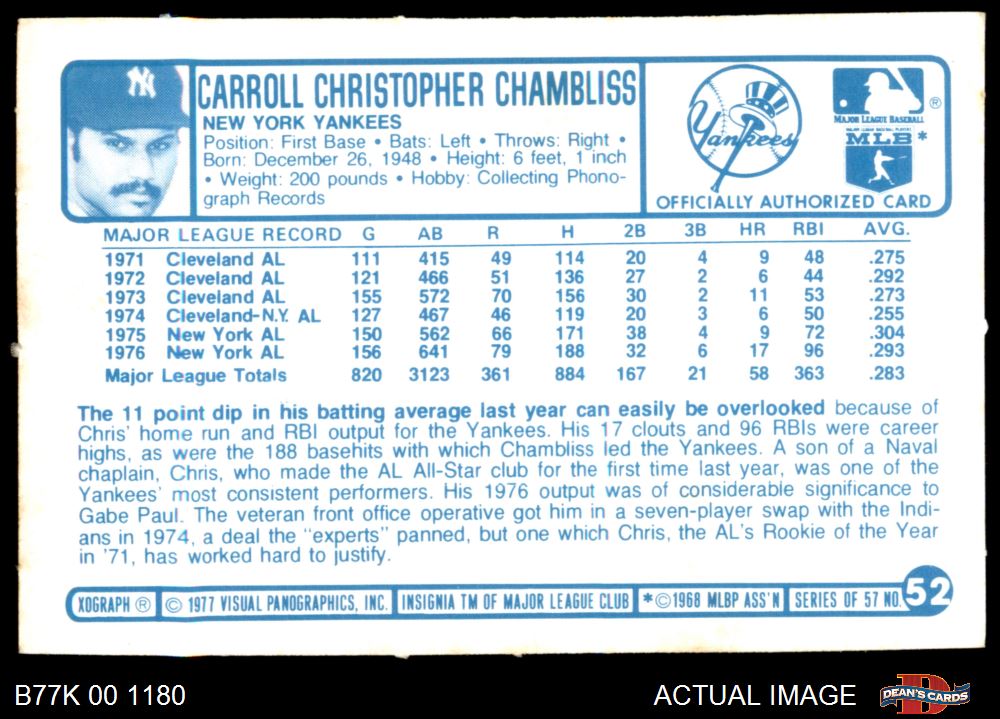 NY
CARROLL CHRISTOPHER CHAMBLISS
NEW YORK YANKEES
Position: First Base • Bats: Left • Throws: Right •
Born: December 26, 1948 • Height: 6 feet, 1 inch
• Weight: 200 pounds • Hobby: Collecting Phono-
graph Records
Yankees
®
MAJOR LEAGUE BASEBALL
MAJOR LEAGUE BASEBALL PLAYERS
MLB *
OFFICIALLY AUTHORIZED CARD
MAJOR LEAGUE RECORD G AB R H 2B 3B HR RBI AVG.
1971 Cleveland AL 111 415 49 114 20 4 9 48 .275
1972 Cleveland AL 121 466 51 136 27 2 6 44 .292
1973 Cleveland AL 155 572 70 156 30 2 11 53 .273
1974 Cleveland-N.Y. AL 127 467 46 119 20 3 6 50 .255
1975 New York AL 150 562 66 171 38 4 9 72 .304
1976 New York AL 156 641 79 188 32 6 17 96 .293
Major League Totals 820 3123 361 884 167 21 58 363 .283
The 11 point dip in his batting average last year can easily be overlooked because of
Chris' home run and RBI output for the Yankees. His 17 clouts and 96 RBIs were career
highs, as were the 188 basehits with which Chambliss led the Yankees. A son of a Naval
chaplain, Chris, who made the AL All-Star club for the first time last year, was one of the
Yankees' most consistent performers. His 1976 output was of considerable significance to
Gabe Paul. The veteran front office operative got him in a seven-player swap with the Indi-
ans in 1974, a deal the "experts" panned, but one which Chris, the AL's Rookie of the Year
in '71, has worked hard to justify.
XOGRAPH ® © 1977 VISUAL PANOGRAPHICS, INC. INSIGNIA TM OF MAJOR LEAGUE CLUB *©1968 MLBP ASS'N SERIES OF 57 NO. 52
B77K 00 1180 ACTUAL IMAGE DEAN'S CARDS